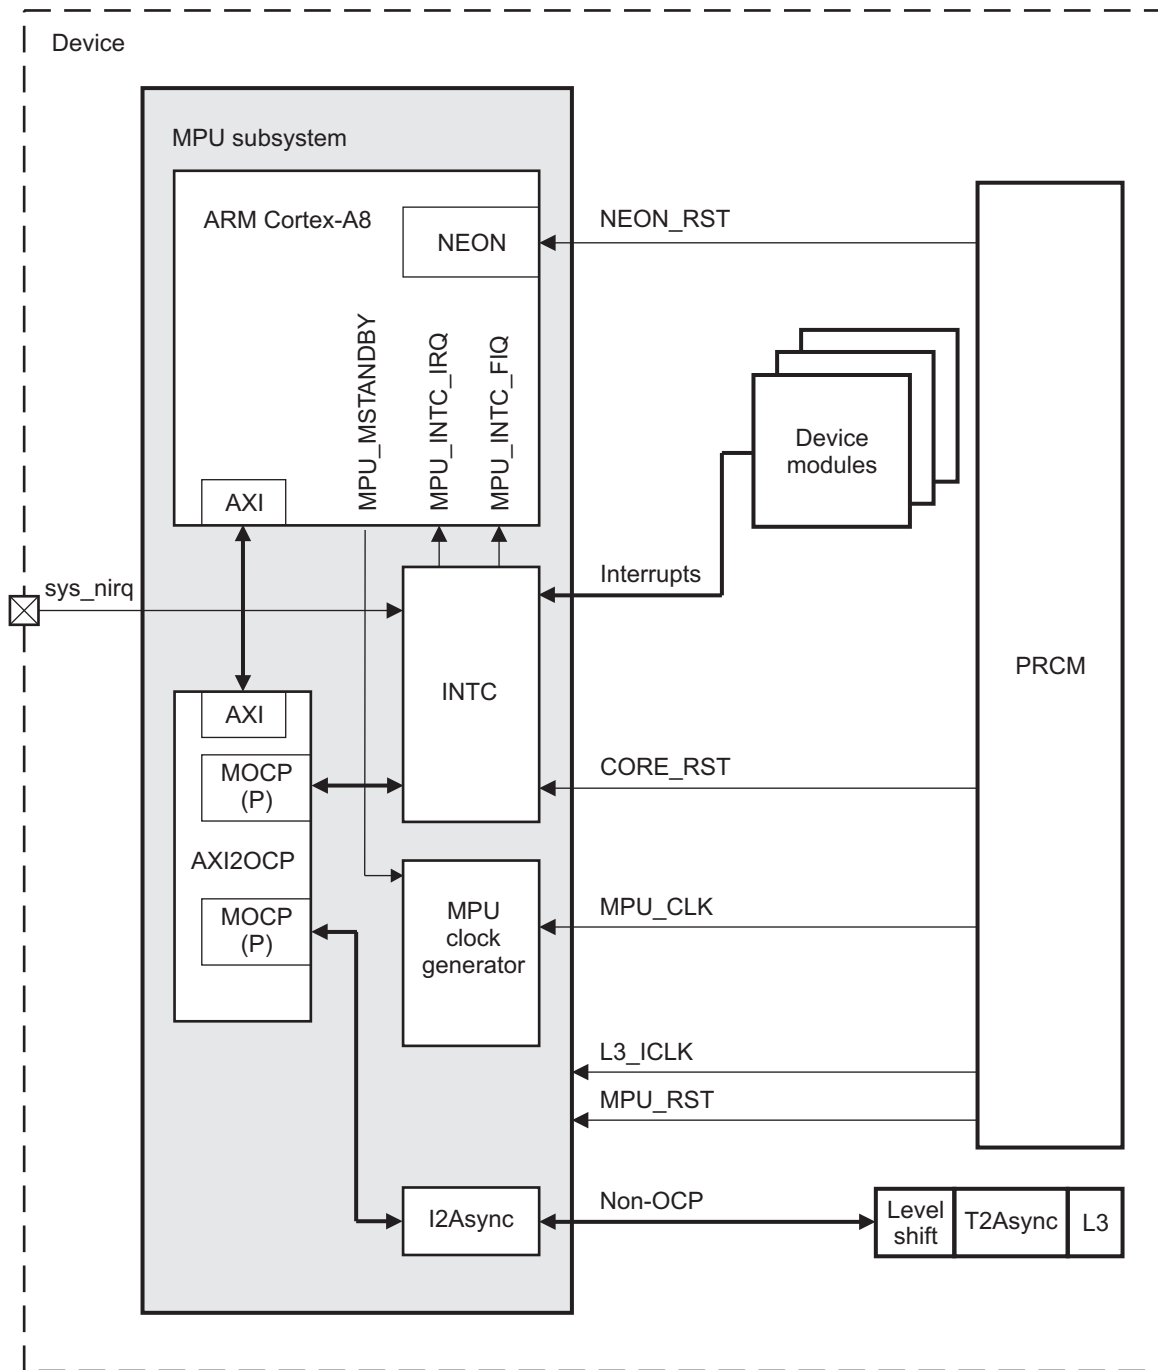 Device
MPU subsystem
ARM Cortex-A8
NEON
NEON_RST
MPU_MSTANDBY
MPU_INTC_IRQ
MPU_INTC_FIQ
Device
modules
AXI
sys_nirq
Interrupts
INTC
PRCM
AXI
MOCP
(P)
CORE_RST
AXI2OCP
MOCP
(P)
MPU
clock
generator
MPU_CLK
L3_ICLK
MPU_RST
I2Async
Non-OCP
Level
shift
T2Async
L3